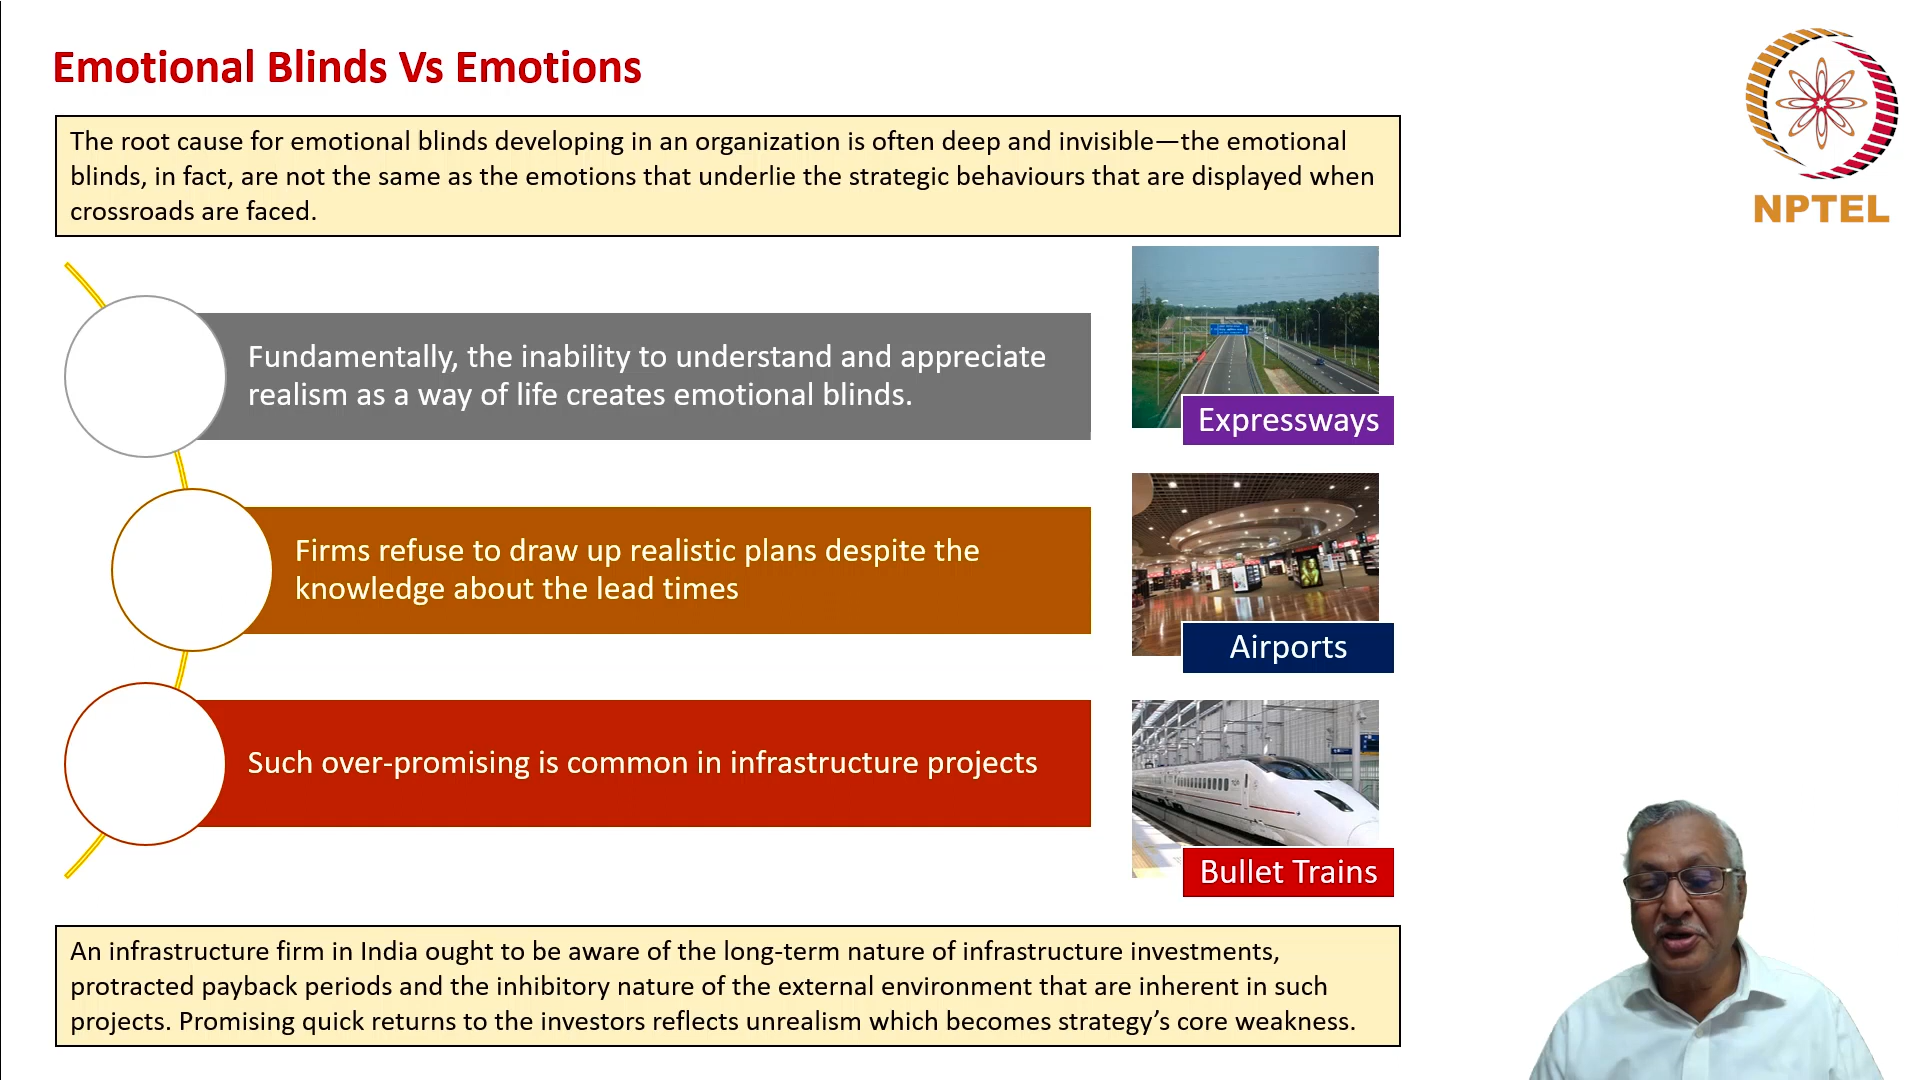 Emotional Blinds Vs Emotions
The root cause for emotional blinds developing in an organization is often deep and invisible—the emotional
blinds, in fact, are not the same as the emotions that underlie the strategic behaviours that are displayed when
crossroads are faced.
NPTEL
Fundamentally, the inability to understand and appreciate
realism as a way of life creates emotional blinds.
Expressways
Firms refuse to draw up realistic plans despite the
knowledge about the lead times
Airports
Such over-promising is common in infrastructure projects
Bullet Trains
An infrastructure firm in India ought to be aware of the long-term nature of infrastructure investments,
protracted payback periods and the inhibitory nature of the external environment that are inherent in such
projects. Promising quick returns to the investors reflects unrealism which becomes strategy’s core weakness.